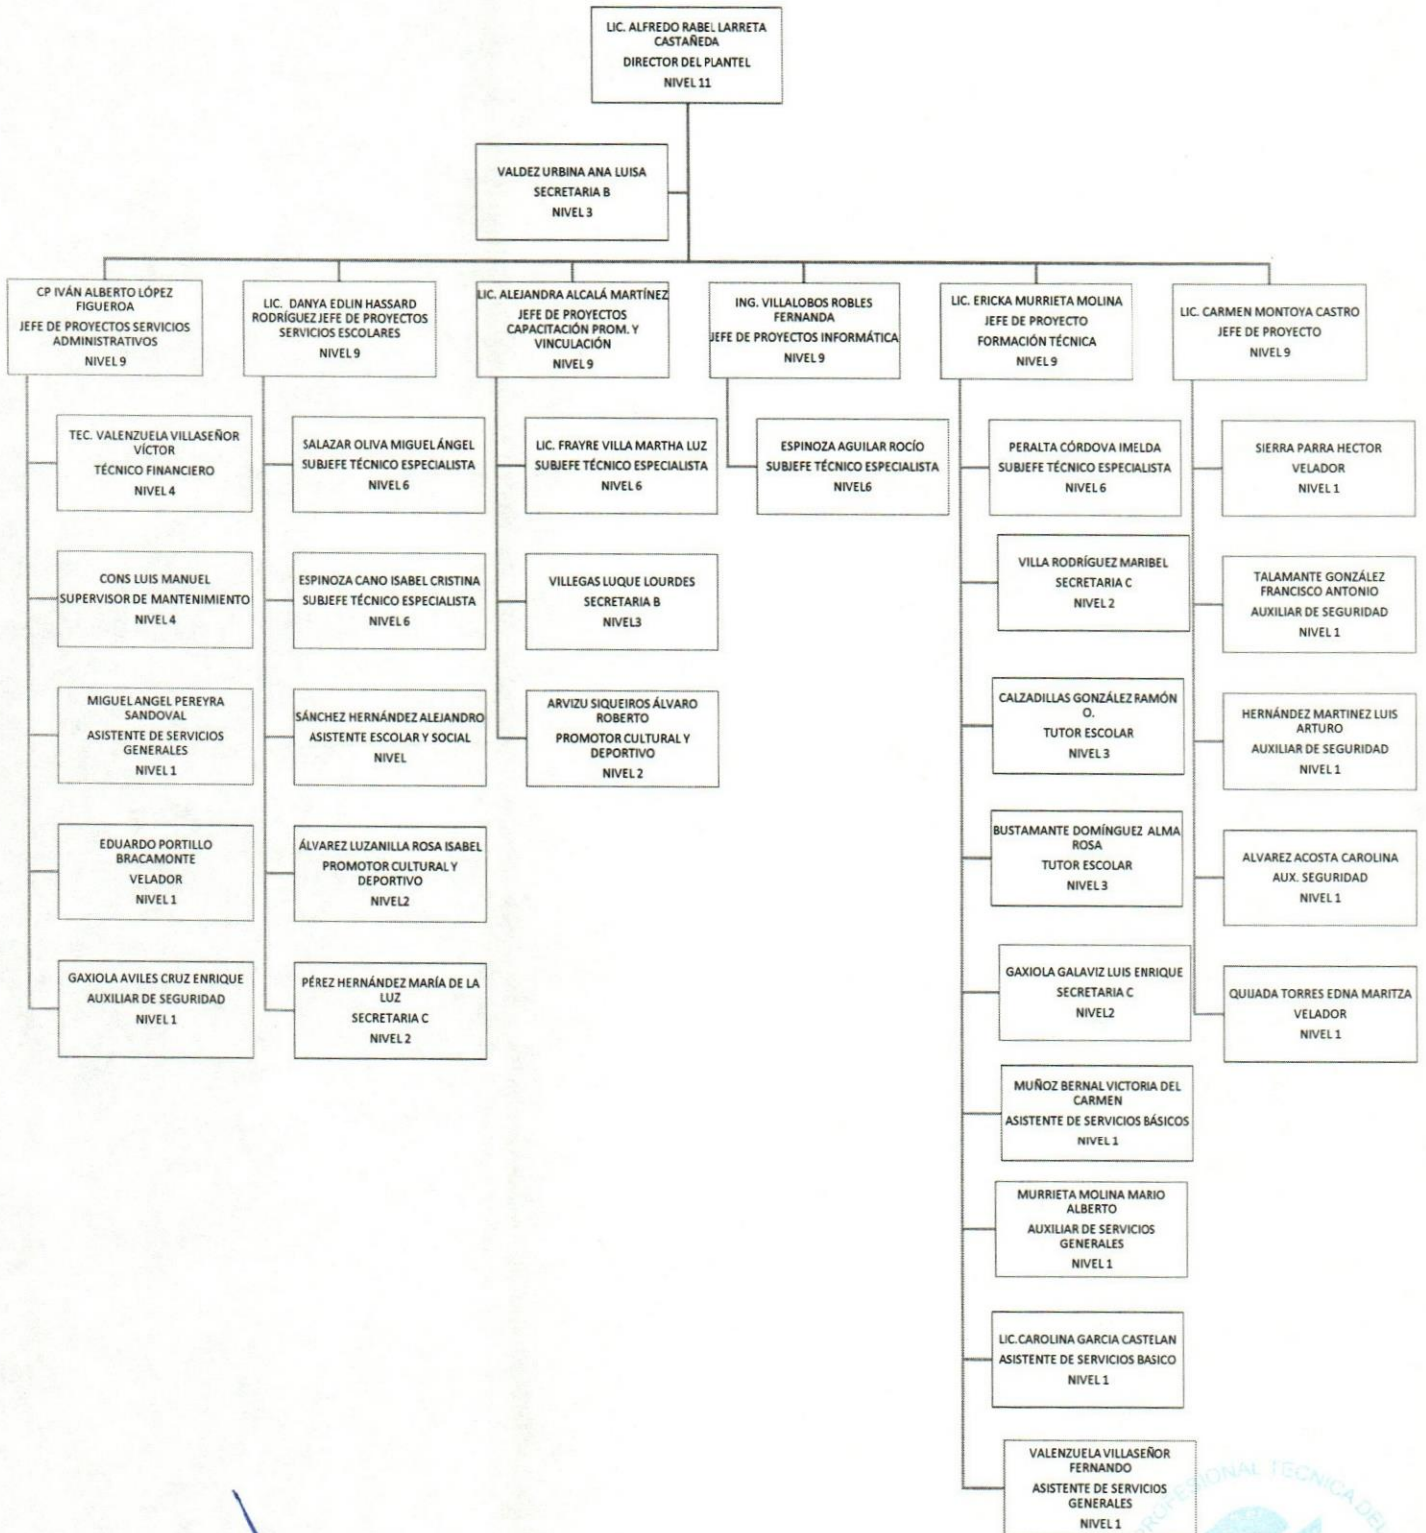 LIC. ALFREDO RABEL LARRETA
CASTAÑEDA
DIRECTOR DEL PLANTEL
NIVEL 11
VALDEZ URBINA ANA LUISA
SECRETARIA B
NIVEL 3
CP IVÁN ALBERTO LÓPEZ
FIGUEROA
JEFE DE PROYECTOS SERVICIOS
ADMINISTRATIVOS
NIVEL 9
TEC. VALENZUELA VILLASEÑOR
VÍCTOR
TÉCNICO FINANCIERO
NIVEL 4
CONS LUIS MANUEL
SUPERVISOR DE MANTENIMIENTO
NIVEL 4
MIGUEL ANGEL PEREYRA
SANDOVAL
ASISTENTE DE SERVICIOS
GENERALES
NIVEL 1
EDUARDO PORTILLO
BRACAMONTE
VELADOR
NIVEL 1
GAXIOLA AVILES CRUZ ENRIQUE
AUXILIAR DE SEGURIDAD
NIVEL 1
LIC. DANYA EDLIN HASSARD
RODRÍGUEZ JEFE DE PROYECTOS
SERVICIOS ESCOLARES
NIVEL 9
SALAZAR OLIVA MIGUEL ÁNGEL
SUBJEFE TÉCNICO ESPECIALISTA
NIVEL 6
ESPINOZA CANO ISABEL CRISTINA
SUBJEFE TÉCNICO ESPECIALISTA
NIVEL 6
SÁNCHEZ HERNÁNDEZ ALEJANDRO
ASISTENTE ESCOLAR Y SOCIAL
NIVEL
ÁLVAREZ LUZANILLA ROSA ISABEL
PROMOTOR CULTURAL Y
DEPORTIVO
NIVEL2
PÉREZ HERNÁNDEZ MARÍA DE LA
LUZ
SECRETARIA C
NIVEL 2
LIC. ALEJANDRA ALCALÁ MARTÍNEZ
JEFE DE PROYECTOS
CAPACITACIÓN PROM. Y
VINCULACIÓN
NIVEL 9
LIC. FRAYRE VILLA MARTHA LUZ
SUBJEFE TÉCNICO ESPECIALISTA
NIVEL 6
VILLEGAS LUQUE LOURDES
SECRETARIA B
NIVEL3
ARVIZU SIQUEIROS ÁLVARO
ROBERTO
PROMOTOR CULTURAL Y
DEPORTIVO
NIVEL 2
ING. VILLALOBOS ROBLES
FERNANDA
JEFE DE PROYECTOS INFORMÁTICA
NIVEL 9
ESPINOZA AGUILAR ROCÍO
SUBJEFE TÉCNICO ESPECIALISTA
NIVEL6
LIC. ERICKA MURRIETA MOLINA
JEFE DE PROYECTO
FORMACIÓN TÉCNICA
NIVEL 9
PERALTA CÓRDOVA IMELDA
SUBJEFE TÉCNICO ESPECIALISTA
NIVEL 6
VILLA RODRÍGUEZ MARIBEL
SECRETARIA C
NIVEL 2
CALZADILLAS GONZÁLEZ RAMÓN
O.
TUTOR ESCOLAR
NIVEL 3
BUSTAMANTE DOMÍNGUEZ ALMA
ROSA
TUTOR ESCOLAR
NIVEL 3
GAXIOLA GALAVIZ LUIS ENRIQUE
SECRETARIA C
NIVEL2
MUÑOZ BERNAL VICTORIA DEL
CARMEN
ASISTENTE DE SERVICIOS BÁSICOS
NIVEL 1
MURRIETA MOLINA MARIO
ALBERTO
AUXILIAR DE SERVICIOS
GENERALES
NIVEL 1
LIC.CAROLINA GARCIA CASTELAN
ASISTENTE DE SERVICIOS BASICO
NIVEL 1
VALENZUELA VILLASEÑOR
FERNANDO
ASISTENTE DE SERVICIOS
GENERALES
NIVEL 1
LIC. CARMEN MONTOYA CASTRO
JEFE DE PROYECTO
NIVEL 9
SIERRA PARRA HECTOR
VELADOR
NIVEL 1
TALAMANTE GONZÁLEZ
FRANCISCO ANTONIO
AUXILIAR DE SEGURIDAD
NIVEL 1
HERNÁNDEZ MARTINEZ LUIS
ARTURO
AUXILIAR DE SEGURIDAD
NIVEL 1
ALVAREZ ACOSTA CAROLINA
AUX. SEGURIDAD
NIVEL 1
QUIJADA TORRES EDNA MARITZA
VELADOR
NIVEL 1
PROFESIONAL TECNICA DEL